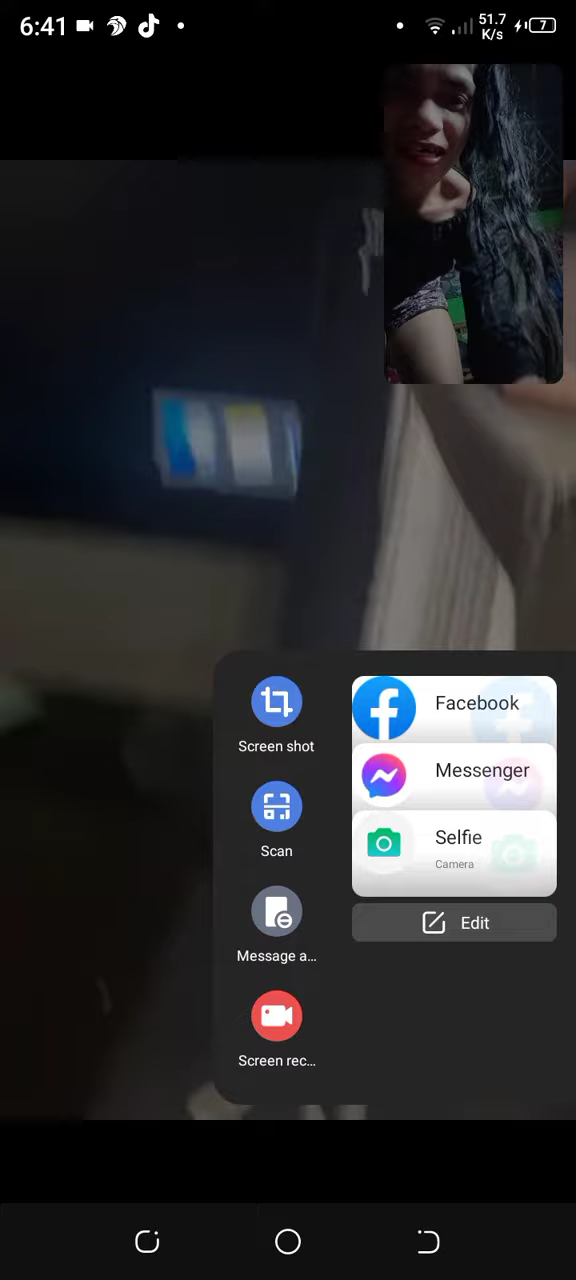 6:41
51.7
K/s
7
Screen shot
Scan
Message a...
Screen rec...
Facebook
Messenger
Selfie
Camera
Edit